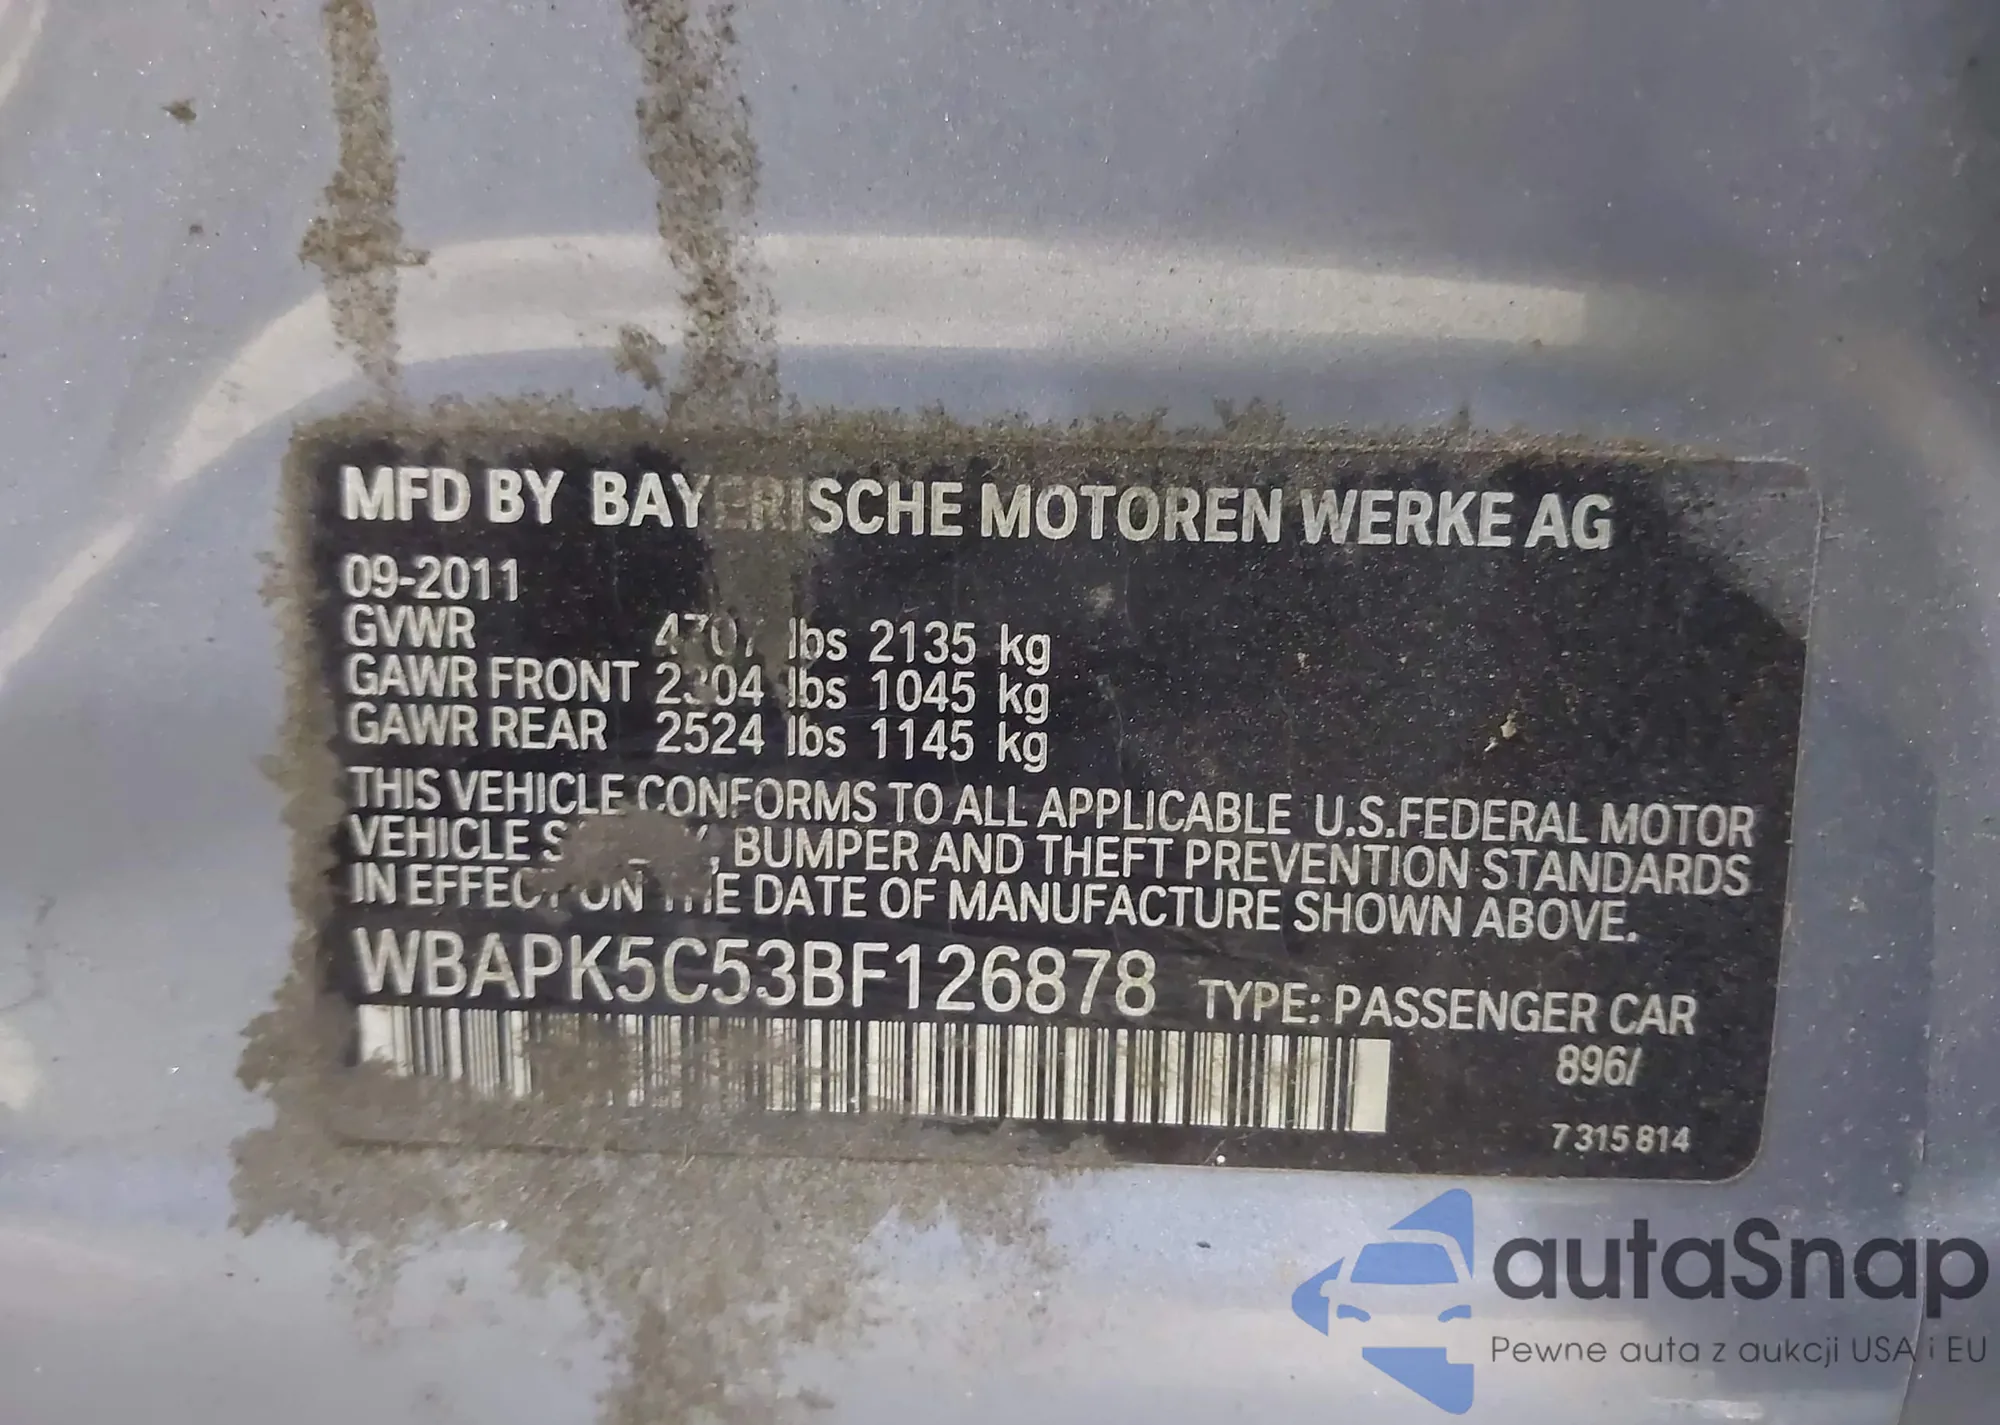 MFD BY BAYERISCHE MOTOREN WERKE AG
09-2011
GVWR lbs 2135 kg
GAWR FRONT lbs 1045 kg
GAWR REAR 2524 lbs 1145 kg
THIS VEHICLE CONFORMS TO ALL APPLICABLE U.S.FEDERAL MOTOR
VEHICLE BUMPER AND THEFT PREVENTION STANDARDS
IN EFFECT ON THE DATE OF MANUFACTURE SHOWN ABOVE.
WBAPK5C53BF126878 TYPE: PASSENGER CAR
896/
7 315 814
autaSnap
Pewne auta z aukcji USA i EU